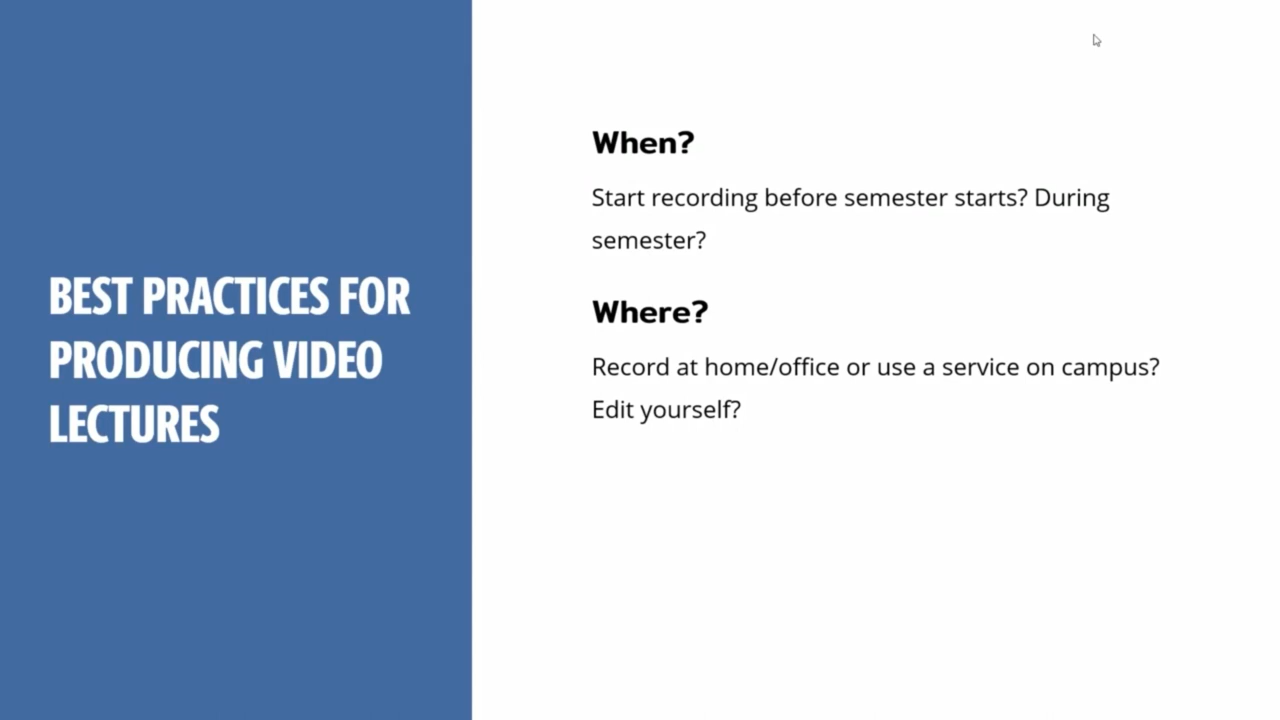 BEST PRACTICES FOR
PRODUCING VIDEO
LECTURES
When?
Start recording before semester starts? During
semester?
Where?
Record at home/office or use a service on campus?
Edit yourself?